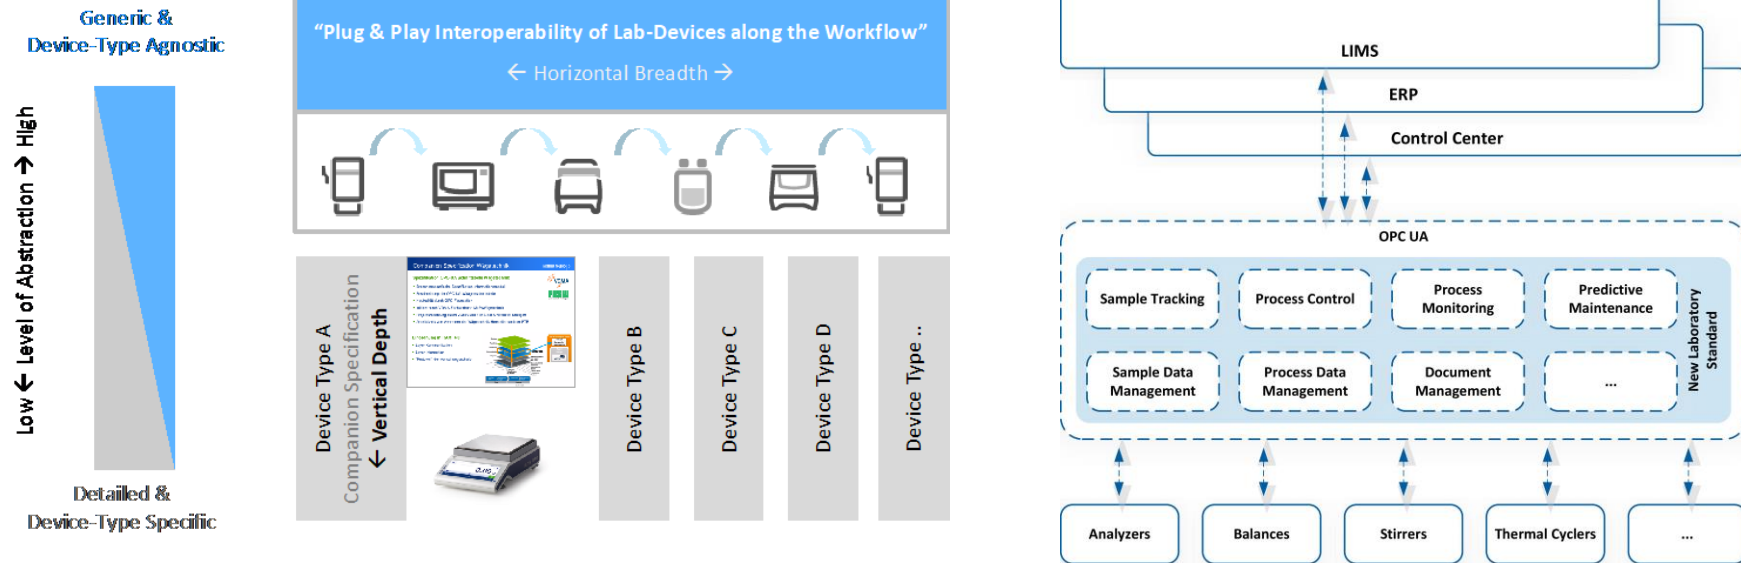 Generic &
Device-Type Agnostic
Low ← Level of Abstraction → High
Detailed &
Device-Type Specific
“Plug & Play Interoperability of Lab-Devices along the Workflow”
← Horizontal Breadth →
Device Type A
Companion Specification
← Vertical Depth
VDMA
Device Type B
Device Type C
Device Type D
Device Type ..
LIMS
ERP
Control Center
OPC UA
Sample Tracking
Process Control
Process
Monitoring
Predictive
Maintenance
Sample Data
Management
Process Data
Management
Document
Management
...
New Laboratory
Standard
Analyzers
Balances
Stirrers
Thermal Cyclers
...